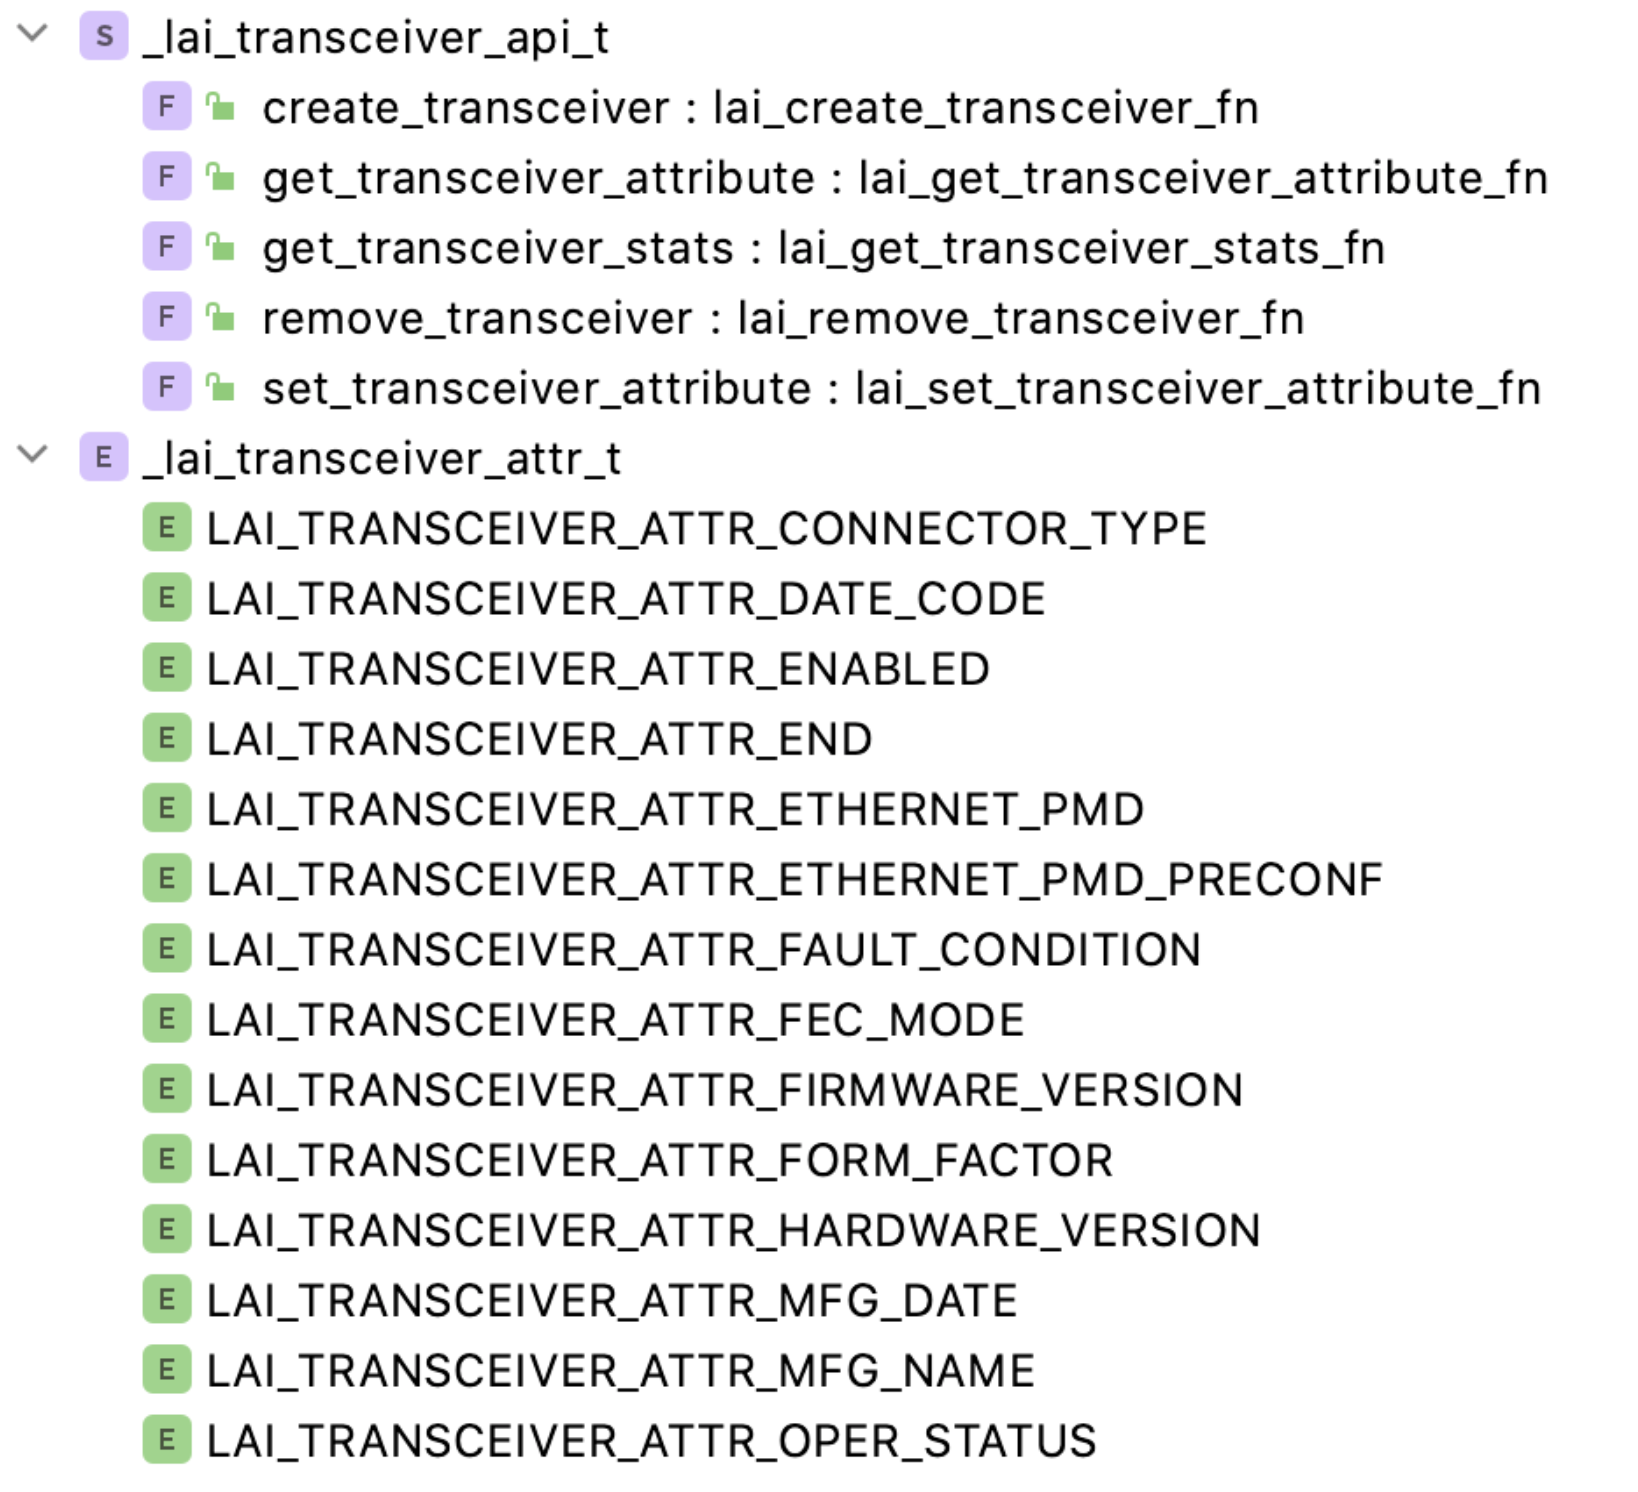 S _lai_transceiver_api_t
F create_transceiver : lai_create_transceiver_fn
F get_transceiver_attribute : lai_get_transceiver_attribute_fn
F get_transceiver_stats : lai_get_transceiver_stats_fn
F remove_transceiver : lai_remove_transceiver_fn
F set_transceiver_attribute : lai_set_transceiver_attribute_fn
E _lai_transceiver_attr_t
E LAI_TRANSCEIVER_ATTR_CONNECTOR_TYPE
E LAI_TRANSCEIVER_ATTR_DATE_CODE
E LAI_TRANSCEIVER_ATTR_ENABLED
E LAI_TRANSCEIVER_ATTR_END
E LAI_TRANSCEIVER_ATTR_ETHERNET_PMD
E LAI_TRANSCEIVER_ATTR_ETHERNET_PMD_PRECONF
E LAI_TRANSCEIVER_ATTR_FAULT_CONDITION
E LAI_TRANSCEIVER_ATTR_FEC_MODE
E LAI_TRANSCEIVER_ATTR_FIRMWARE_VERSION
E LAI_TRANSCEIVER_ATTR_FORM_FACTOR
E LAI_TRANSCEIVER_ATTR_HARDWARE_VERSION
E LAI_TRANSCEIVER_ATTR_MFG_DATE
E LAI_TRANSCEIVER_ATTR_MFG_NAME
E LAI_TRANSCEIVER_ATTR_OPER_STATUS